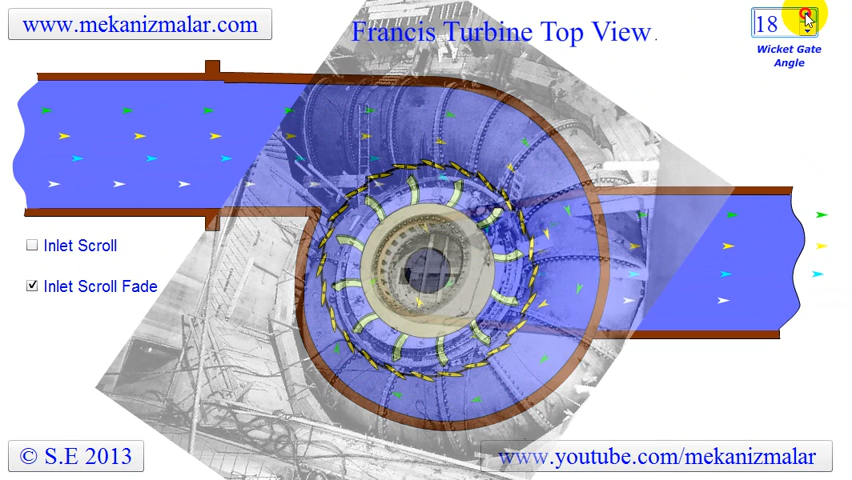 www.mekanizmalar.com
Francis Turbine Top View.
18
Wicket Gate
Angle
Inlet Scroll
Inlet Scroll Fade
© S.E 2013
www.youtube.com/mekanizmalar